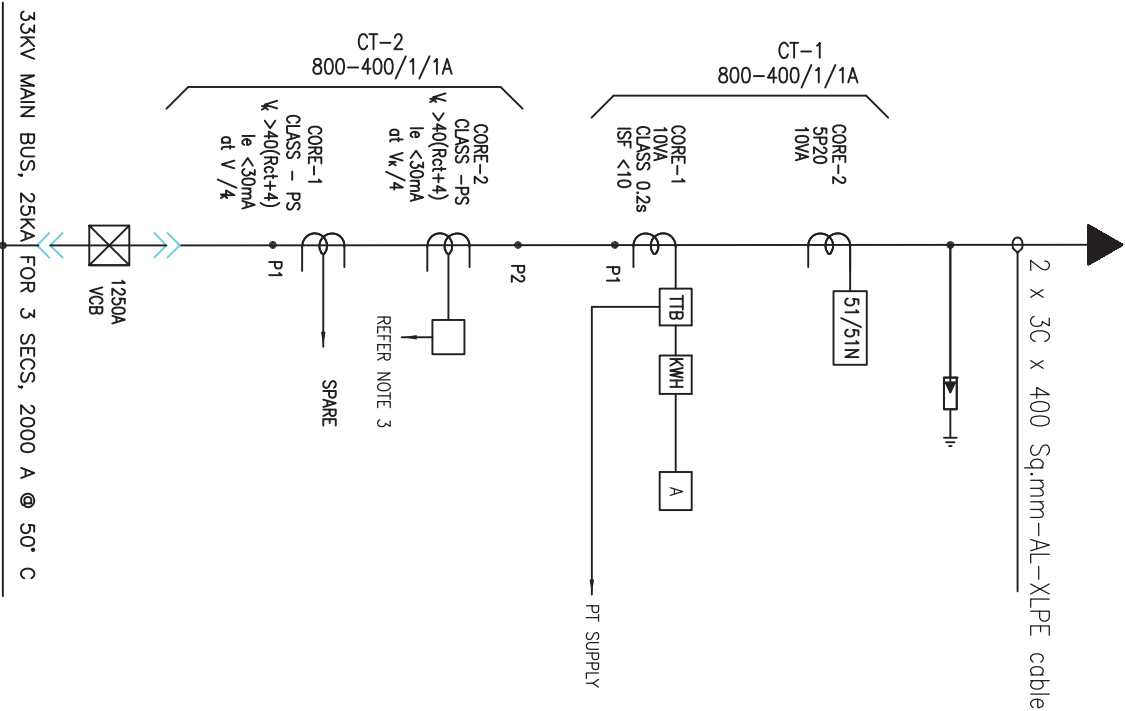 CT-2
800-400/1/1A
CT-1
800-400/1/1A
CORE-1
CLASS - PS
Vk >40(Rct+4)
Ie <30mA
at V /4k
CORE-2
CLASS -PS
Vk >40(Rct+4)
Ie <30mA
at VK/4
CORE-1
10VA
CLASS 0.2s
ISF <10
CORE-2
5P20
10VA
33KV MAIN BUS, 25KA FOR 3 SECS, 2000 A @ 50° C
1250A
VCB
P1
P2
P1
SPARE
REFER NOTE 3
TTB
KWH
A
PT SUPPLY
51/51N
2 x 3C x 400 Sq.mm-AL-XLPE cable